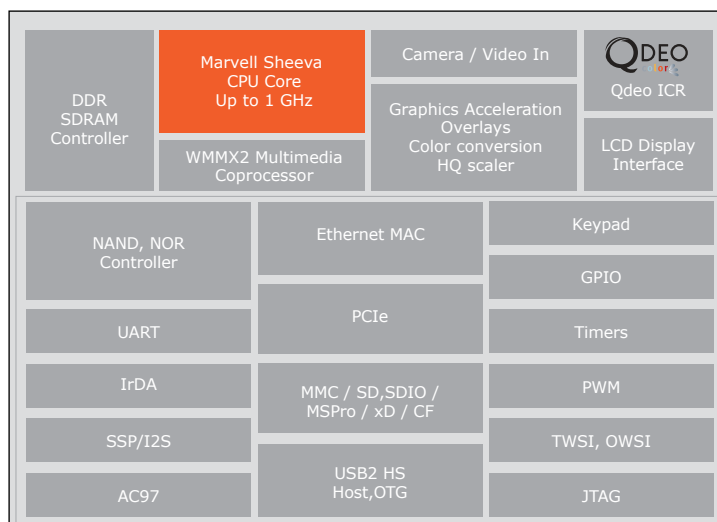 DDR
SDRAM
Controller
Marvell Sheeva
CPU Core
Up to 1 GHz
WMMX2 Multimedia
Coprocessor
Camera / Video In
Graphics Acceleration
Overlays
Color conversion
HQ scaler
QDEO
color
Qdeo ICR
LCD Display
Interface
NAND, NOR
Controller
UART
IrDA
SSP/I2S
AC97
Ethernet MAC
PCIe
MMC / SD,SDIO /
MSPro / xD / CF
USB2 HS
Host,OTG
Keypad
GPIO
Timers
PWM
TWSI, OWSI
JTAG